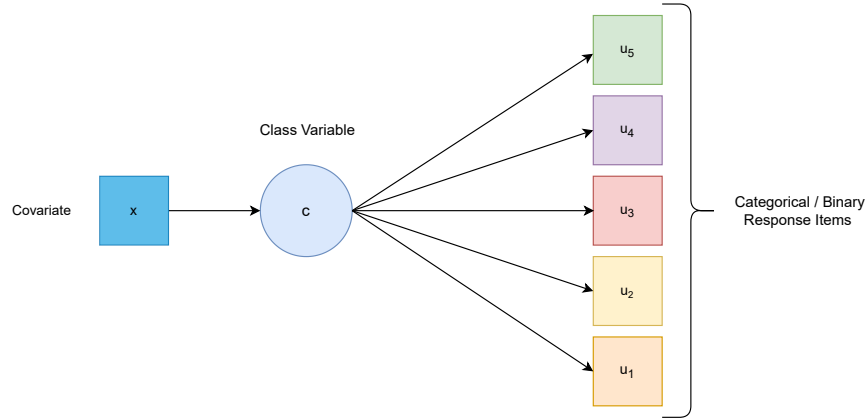 Covariate
x
Class Variable
c
u₅
u₄
u₃
u₂
u₁
Categorical / Binary
Response Items